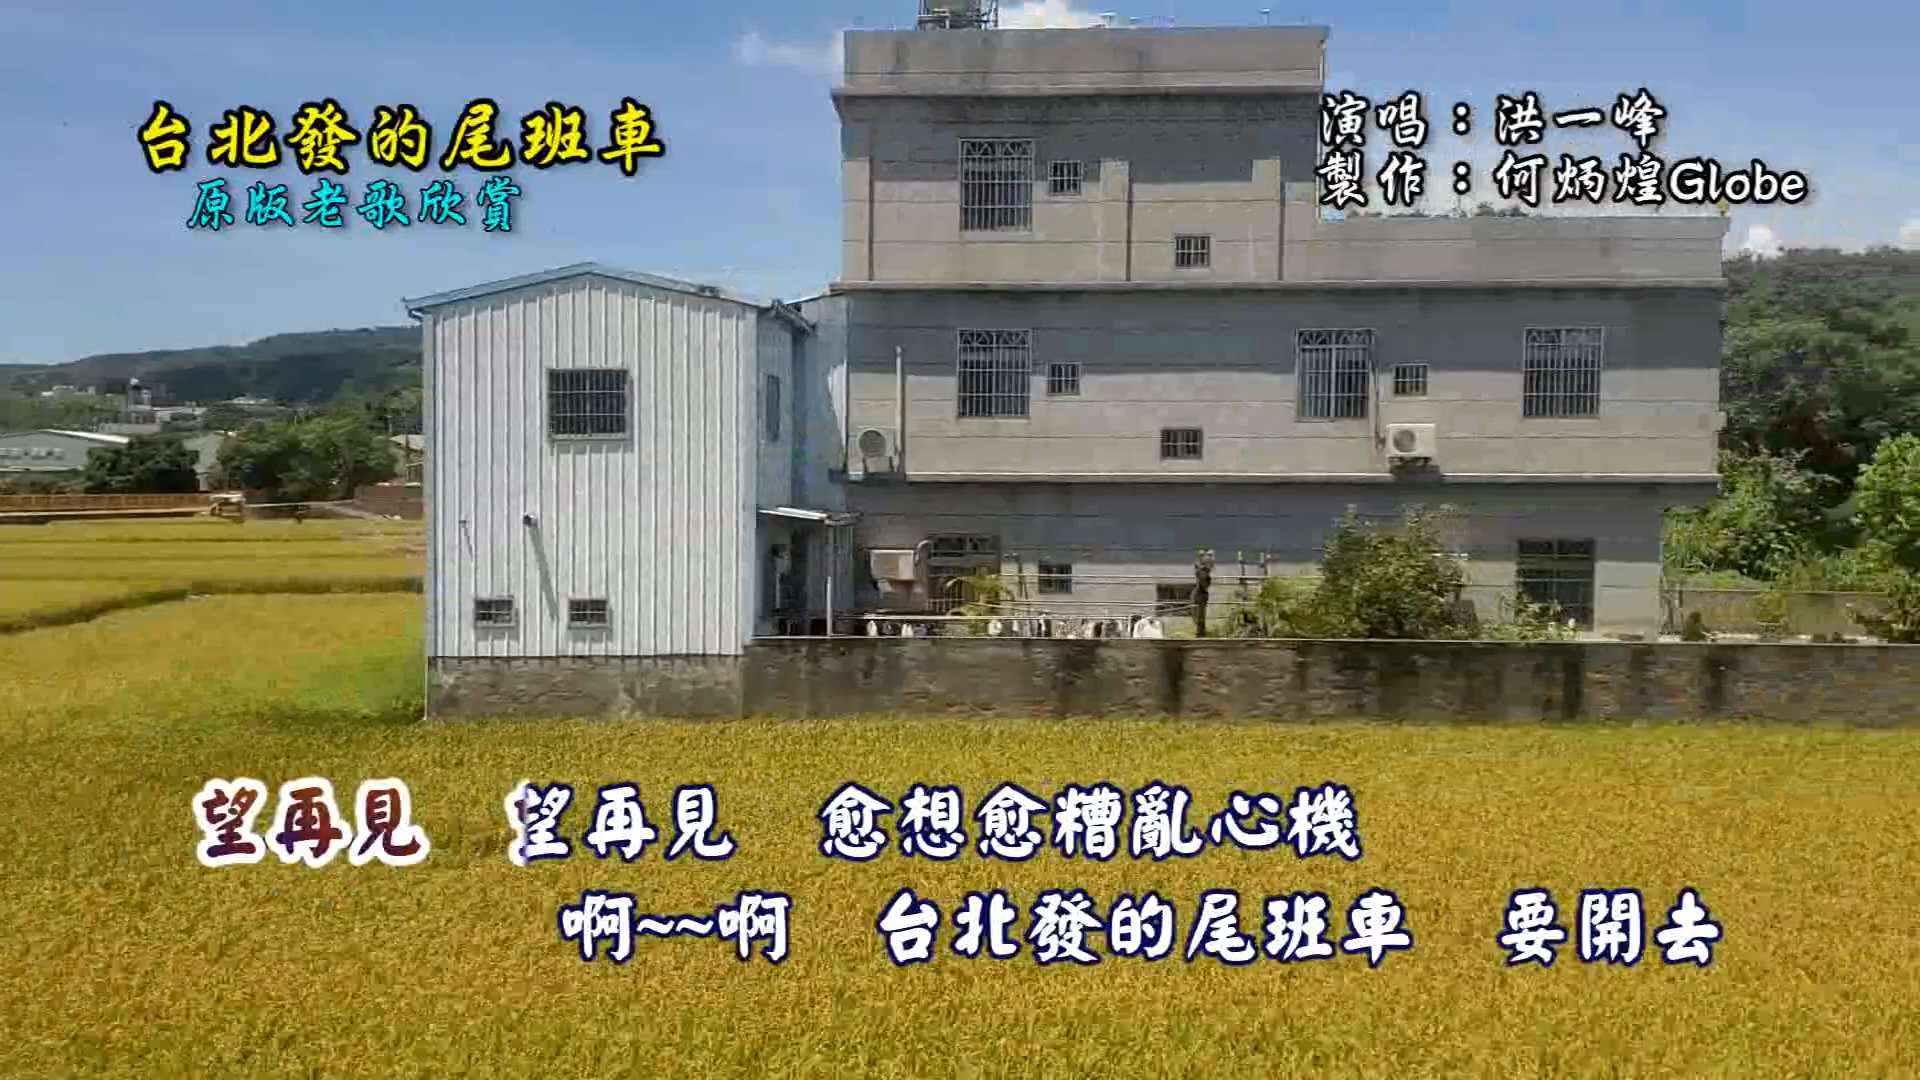 台北發的尾班車
原版老歌欣賞
演唱：洪一峰
製作：何炳煌Globe
望再見 望再見 愈想愈糟亂心機
啊~~啊 台北發的尾班車 要開去